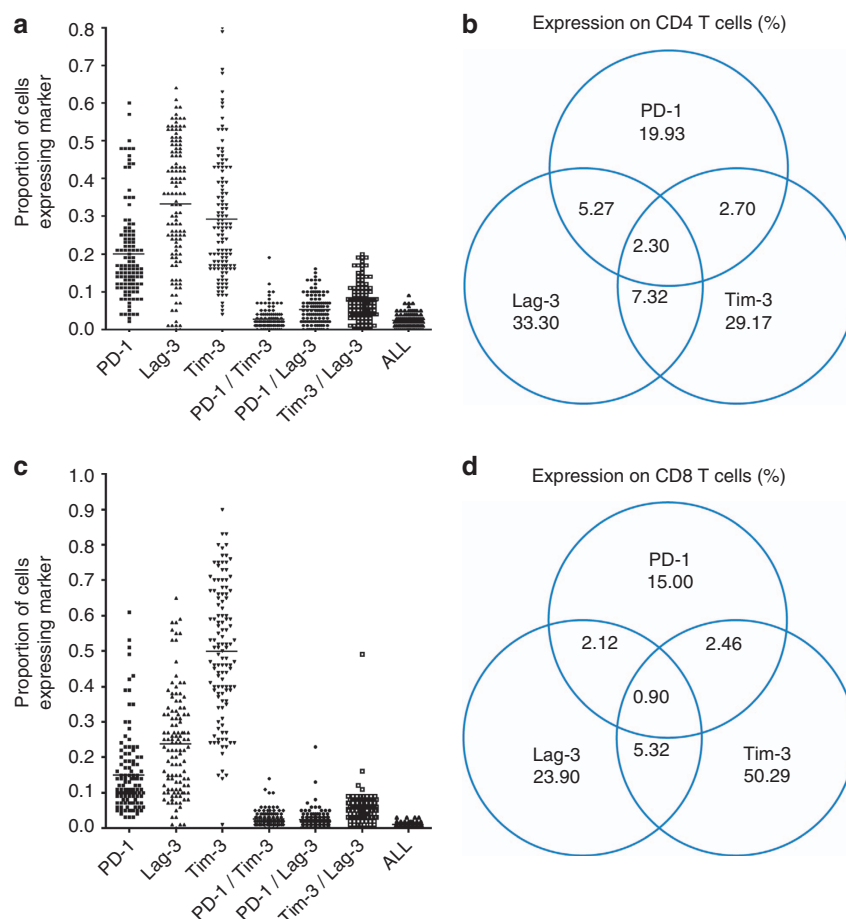 a
Proportion of cells
expressing marker
0.8
0.7
0.6
0.5
0.4
0.3
0.2
0.1
0.0
PD-1
Lag-3
Tim-3
PD-1 / Tim-3
PD-1 / Lag-3
Tim-3 / Lag-3
ALL
b
Expression on CD4 T cells (%)
PD-1
19.93
5.27
2.70
2.30
Lag-3
33.30
7.32
Tim-3
29.17
c
Proportion of cells
expressing marker
1.0
0.9
0.8
0.7
0.6
0.5
0.4
0.3
0.2
0.1
0.0
PD-1
Lag-3
Tim-3
PD-1 / Tim-3
PD-1 / Lag-3
Tim-3 / Lag-3
ALL
d
Expression on CD8 T cells (%)
PD-1
15.00
2.12
2.46
0.90
Lag-3
23.90
5.32
Tim-3
50.29